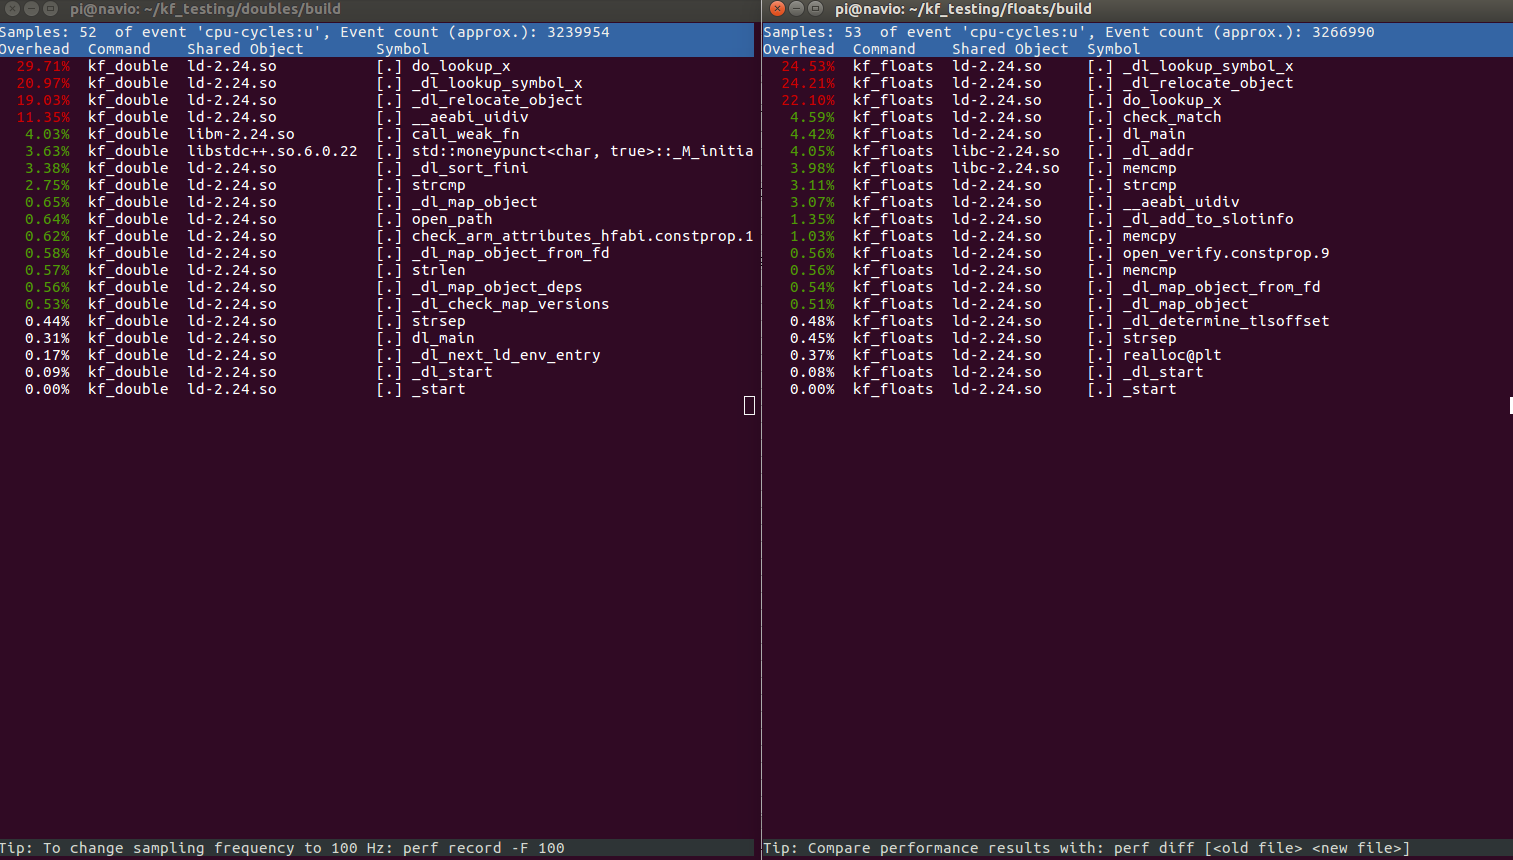 pi@navio: ~/kf_testing/doubles/build
Samples: 52  of event 'cpu-cycles:u', Event count (approx.): 3239954
Overhead  Command  Shared Object  Symbol
29.71%  kf_double  ld-2.24.so  [.] do_lookup_x
20.97%  kf_double  ld-2.24.so  [.] _dl_lookup_symbol_x
19.03%  kf_double  ld-2.24.so  [.] _dl_relocate_object
11.35%  kf_double  ld-2.24.so  [.] __aeabi_uidiv
4.03%  kf_double  libm-2.24.so  [.] call_weak_fn
3.63%  kf_double  libstdc++.so.6.0.22  [.] std::moneypunct<char, true>::_M_initia
3.38%  kf_double  ld-2.24.so  [.] _dl_sort_fini
2.75%  kf_double  ld-2.24.so  [.] strcmp
0.65%  kf_double  ld-2.24.so  [.] _dl_map_object
0.64%  kf_double  ld-2.24.so  [.] open_path
0.62%  kf_double  ld-2.24.so  [.] check_arm_attributes_hfabi.constprop.1
0.58%  kf_double  ld-2.24.so  [.] _dl_map_object_from_fd
0.57%  kf_double  ld-2.24.so  [.] strlen
0.56%  kf_double  ld-2.24.so  [.] _dl_map_object_deps
0.53%  kf_double  ld-2.24.so  [.] _dl_check_map_versions
0.44%  kf_double  ld-2.24.so  [.] strsep
0.31%  kf_double  ld-2.24.so  [.] dl_main
0.17%  kf_double  ld-2.24.so  [.] _dl_next_ld_env_entry
0.09%  kf_double  ld-2.24.so  [.] _dl_start
0.00%  kf_double  ld-2.24.so  [.] _start
Tip: To change sampling frequency to 100 Hz: perf record -F 100
pi@navio: ~/kf_testing/floats/build
Samples: 53  of event 'cpu-cycles:u', Event count (approx.): 3266990
Overhead  Command  Shared Object  Symbol
24.53%  kf_floats  ld-2.24.so  [.] _dl_lookup_symbol_x
24.21%  kf_floats  ld-2.24.so  [.] _dl_relocate_object
22.10%  kf_floats  ld-2.24.so  [.] do_lookup_x
4.59%  kf_floats  ld-2.24.so  [.] check_match
4.42%  kf_floats  ld-2.24.so  [.] dl_main
4.05%  kf_floats  libc-2.24.so  [.] _dl_addr
3.98%  kf_floats  libc-2.24.so  [.] memcmp
3.11%  kf_floats  ld-2.24.so  [.] strcmp
3.07%  kf_floats  ld-2.24.so  [.] __aeabi_uidiv
1.35%  kf_floats  ld-2.24.so  [.] _dl_add_to_slotinfo
1.03%  kf_floats  ld-2.24.so  [.] memcpy
0.56%  kf_floats  ld-2.24.so  [.] open_verify.constprop.9
0.56%  kf_floats  ld-2.24.so  [.] memcmp
0.54%  kf_floats  ld-2.24.so  [.] _dl_map_object_from_fd
0.51%  kf_floats  ld-2.24.so  [.] _dl_map_object
0.48%  kf_floats  ld-2.24.so  [.] _dl_determine_tlsoffset
0.45%  kf_floats  ld-2.24.so  [.] strsep
0.37%  kf_floats  ld-2.24.so  [.] realloc@plt
0.08%  kf_floats  ld-2.24.so  [.] _dl_start
0.00%  kf_floats  ld-2.24.so  [.] _start
Tip: Compare performance results with: perf diff [<old file> <new file>]